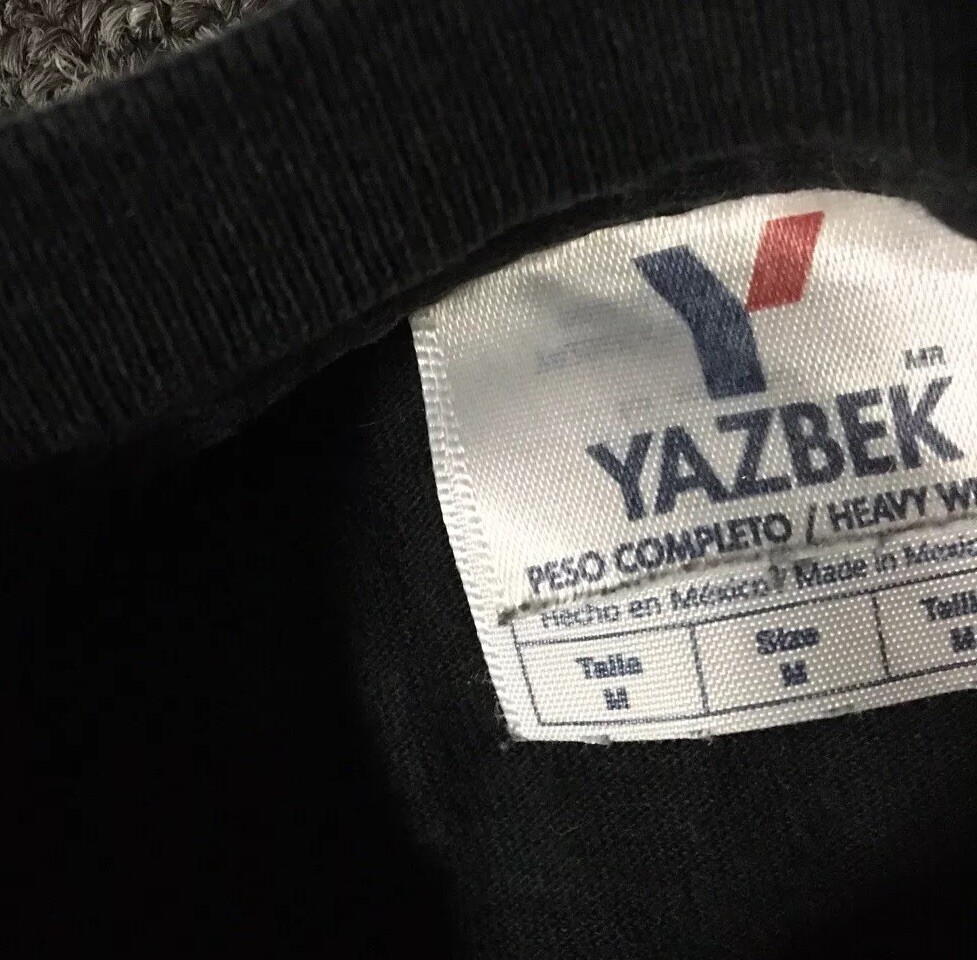 Y
MR
YAZBEK
PESO COMPLETO / HEAVY
Hecho en México / Made in
Talla Size
M M